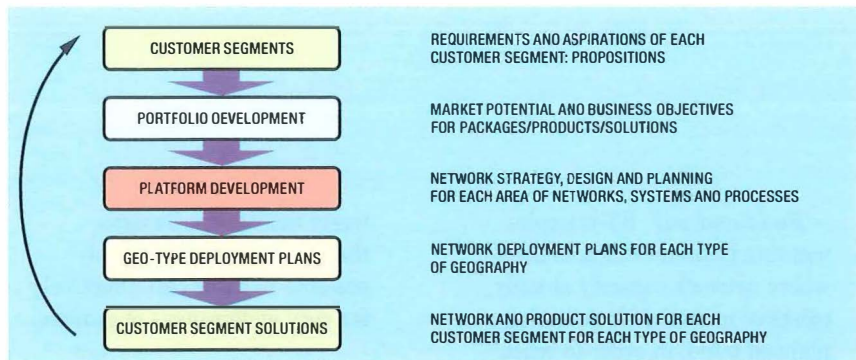 CUSTOMER SEGMENTS
REQUIREMENTS AND ASPIRATIONS OF EACH
CUSTOMER SEGMENT: PROPOSITIONS
PORTFOLIO DEVELOPMENT
MARKET POTENTIAL AND BUSINESS OBJECTIVES
FOR PACKAGES/PRODUCTS/SOLUTIONS
PLATFORM DEVELOPMENT
NETWORK STRATEGY, DESIGN AND PLANNING
FOR EACH AREA OF NETWORKS, SYSTEMS AND PROCESSES
GEO-TYPE DEPLOYMENT PLANS
NETWORK DEPLOYMENT PLANS FOR EACH TYPE
OF GEOGRAPHY
CUSTOMER SEGMENT SOLUTIONS
NETWORK AND PRODUCT SOLUTION FOR EACH
CUSTOMER SEGMENT FOR EACH TYPE OF GEOGRAPHY